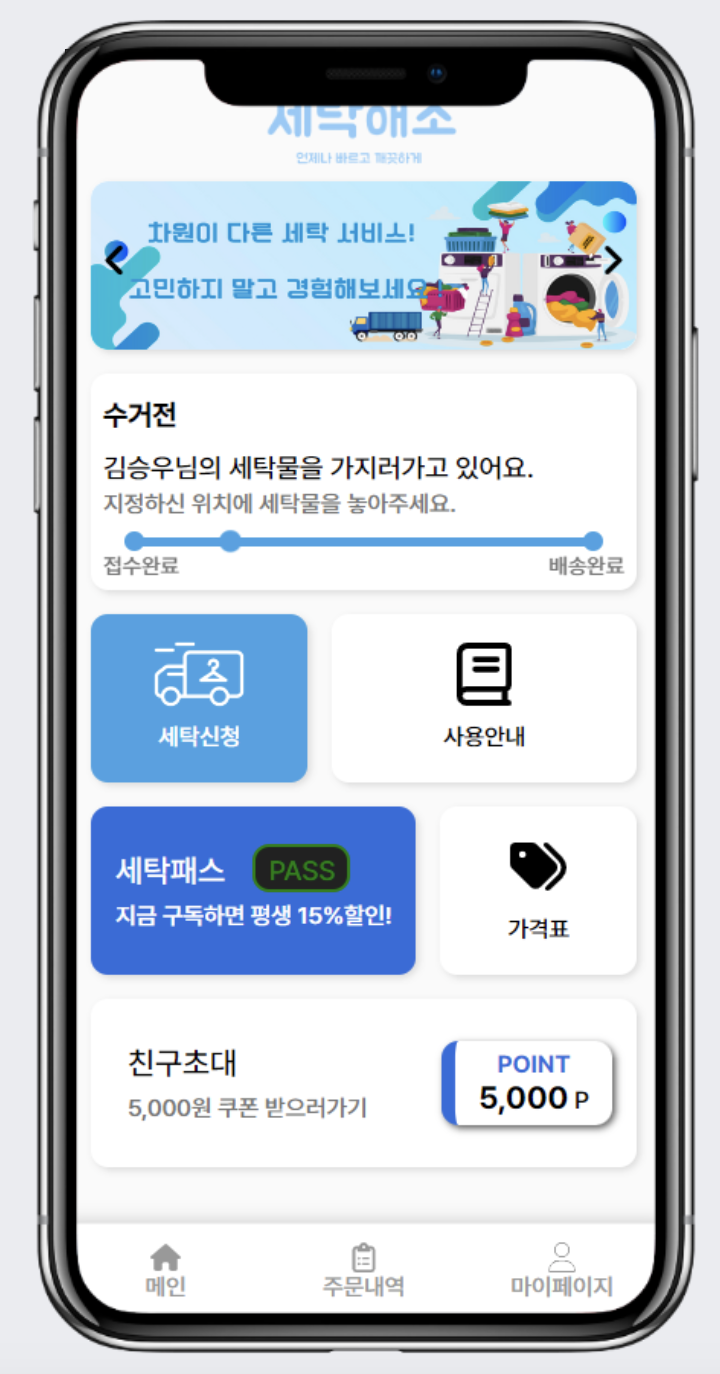 세탁해조
언제나 빠르고 깨끗하게
차원이 다른 세탁 서비스!
고민하지 말고 경험해보세요!
수거전
김승우님의 세탁물을 가지러가고 있어요.
지정하신 위치에 세탁물을 놓아주세요.
접수완료 배송완료
세탁신청
사용안내
세탁패스 PASS
지금 구독하면 평생 15%할인!
가격표
친구초대
5,000원 쿠폰 받으러가기
POINT
5,000 P
메인 주문내역 마이페이지